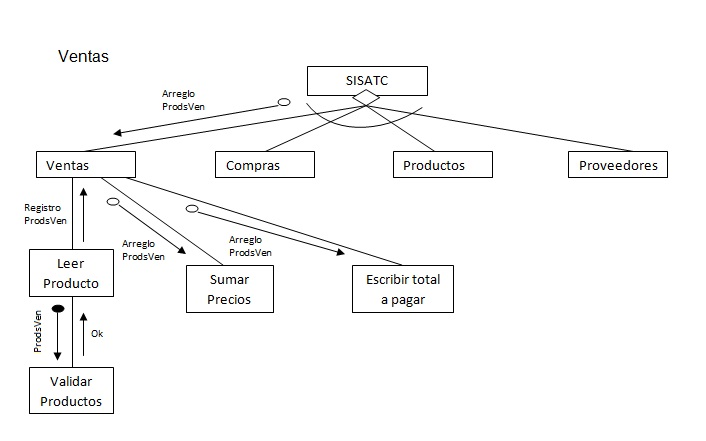 Ventas
SISATC
Arreglo
ProdsVen
Ventas
Compras
Productos
Proveedores
Registro
ProdsVen
Arreglo
ProdsVen
Arreglo
ProdsVen
Leer
Producto
Sumar
Precios
Escribir total
a pagar
ProdsVen
Ok
Validar
Productos